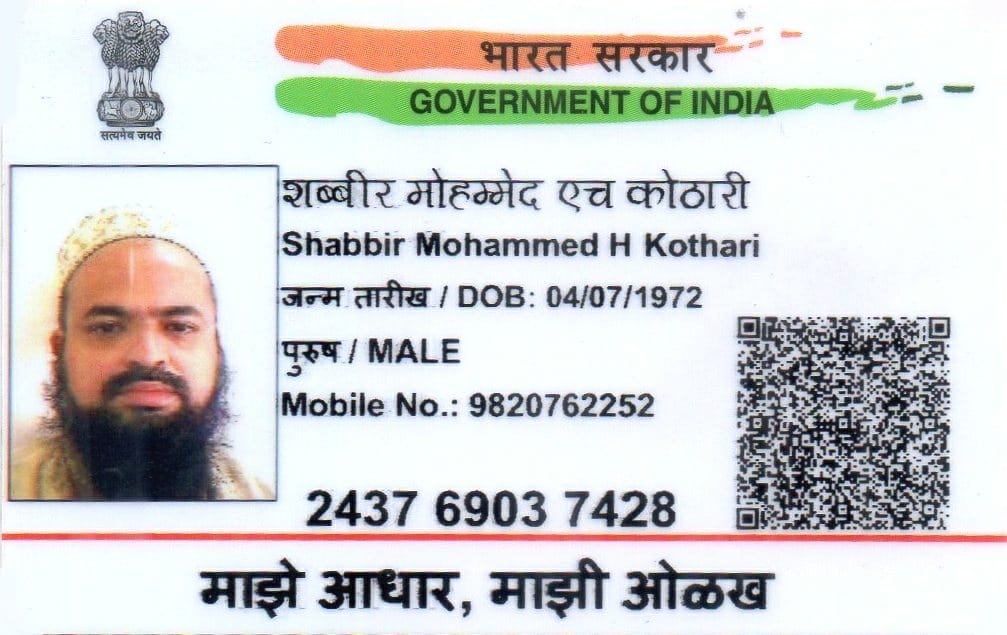 भारत सरकार
GOVERNMENT OF INDIA
सत्यमेव जयते
शब्बीर मोहम्मेद एच कोठारी
Shabbir Mohammed H Kothari
जन्म तारीख / DOB: 04/07/1972
पुरुष / MALE
Mobile No.: 9820762252
2437 6903 7428
माझे आधार, माझी ओळख